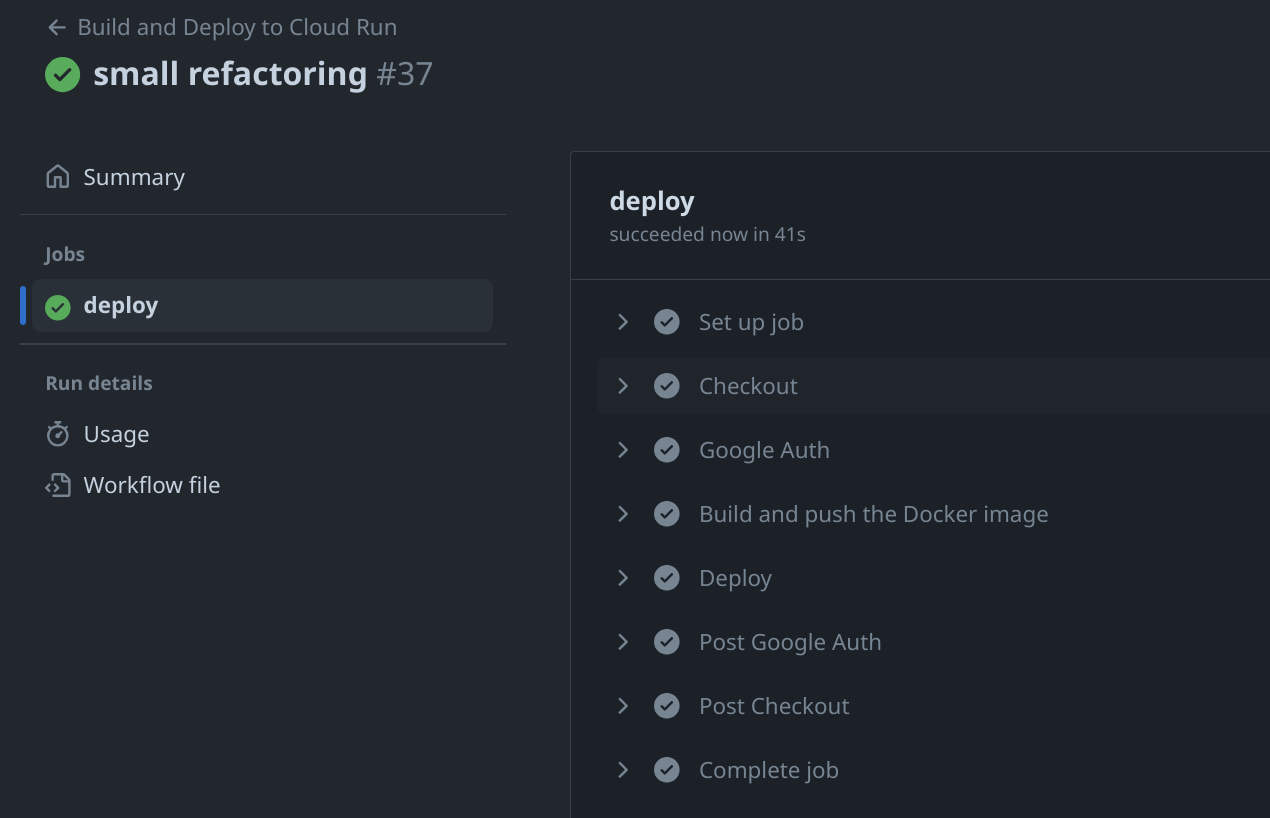 Build and Deploy to Cloud Run
small refactoring #37
Summary
Jobs
deploy
Run details
Usage
Workflow file
deploy
succeeded now in 41s
Set up job
Checkout
Google Auth
Build and push the Docker image
Deploy
Post Google Auth
Post Checkout
Complete job